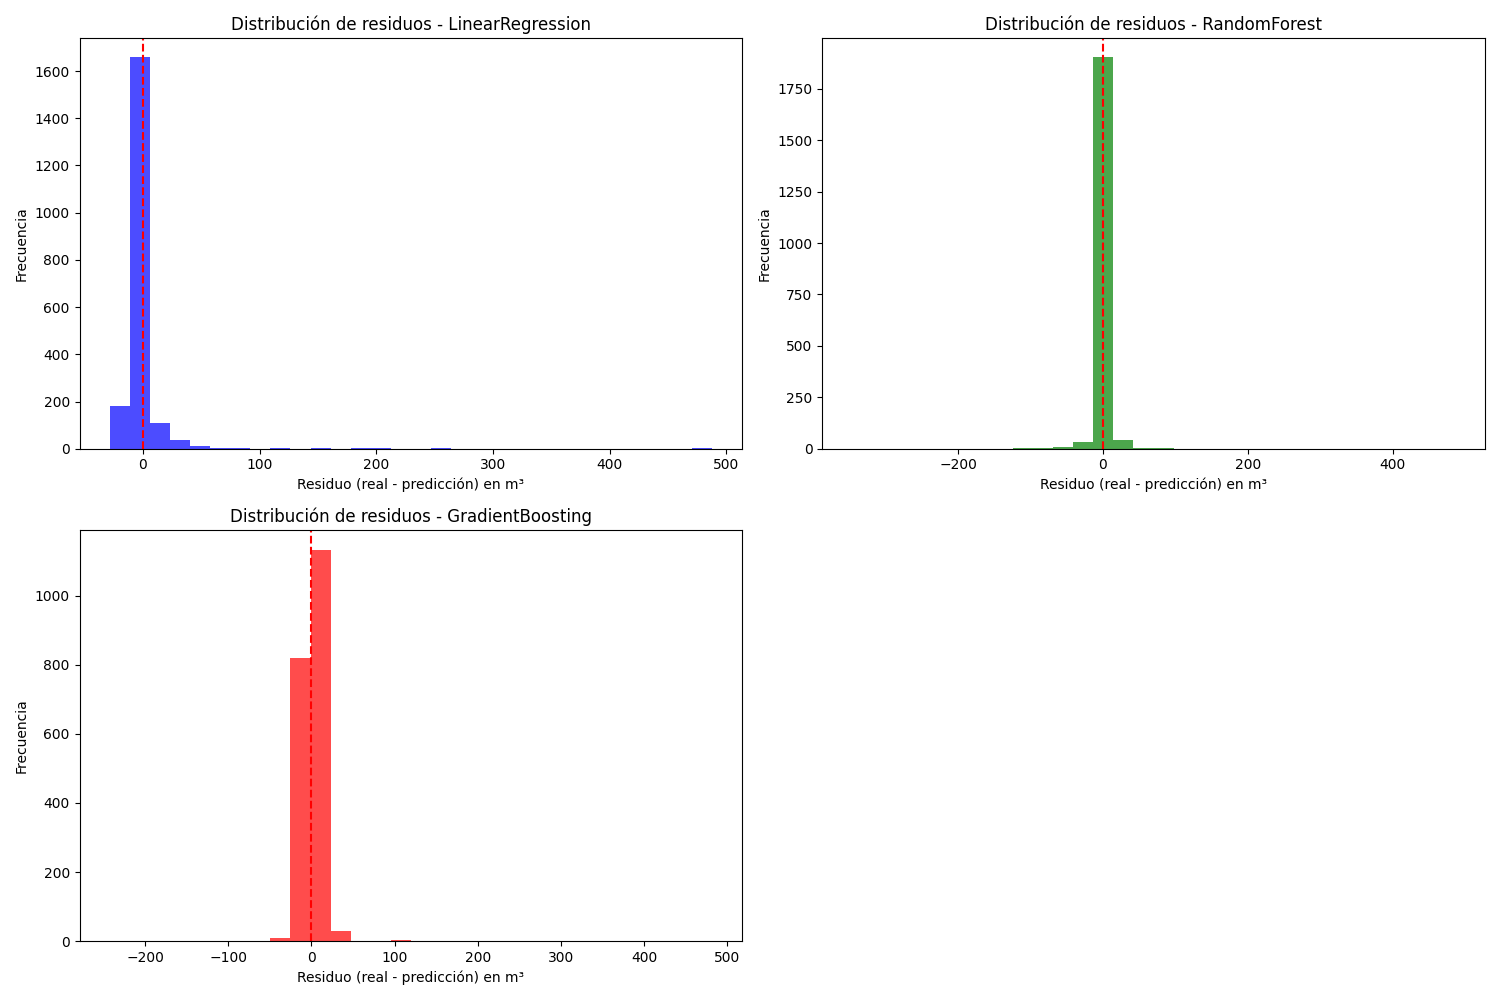 Distribución de residuos - LinearRegression
Frecuencia
1600
1400
1200
1000
800
600
400
200
0
0 100 200 300 400 500
Residuo (real - predicción) en m³
Distribución de residuos - RandomForest
Frecuencia
1750
1500
1250
1000
750
500
250
0
−200 0 200 400
Residuo (real - predicción) en m³
Distribución de residuos - GradientBoosting
Frecuencia
1000
800
600
400
200
0
−200 −100 0 100 200 300 400 500
Residuo (real - predicción) en m³